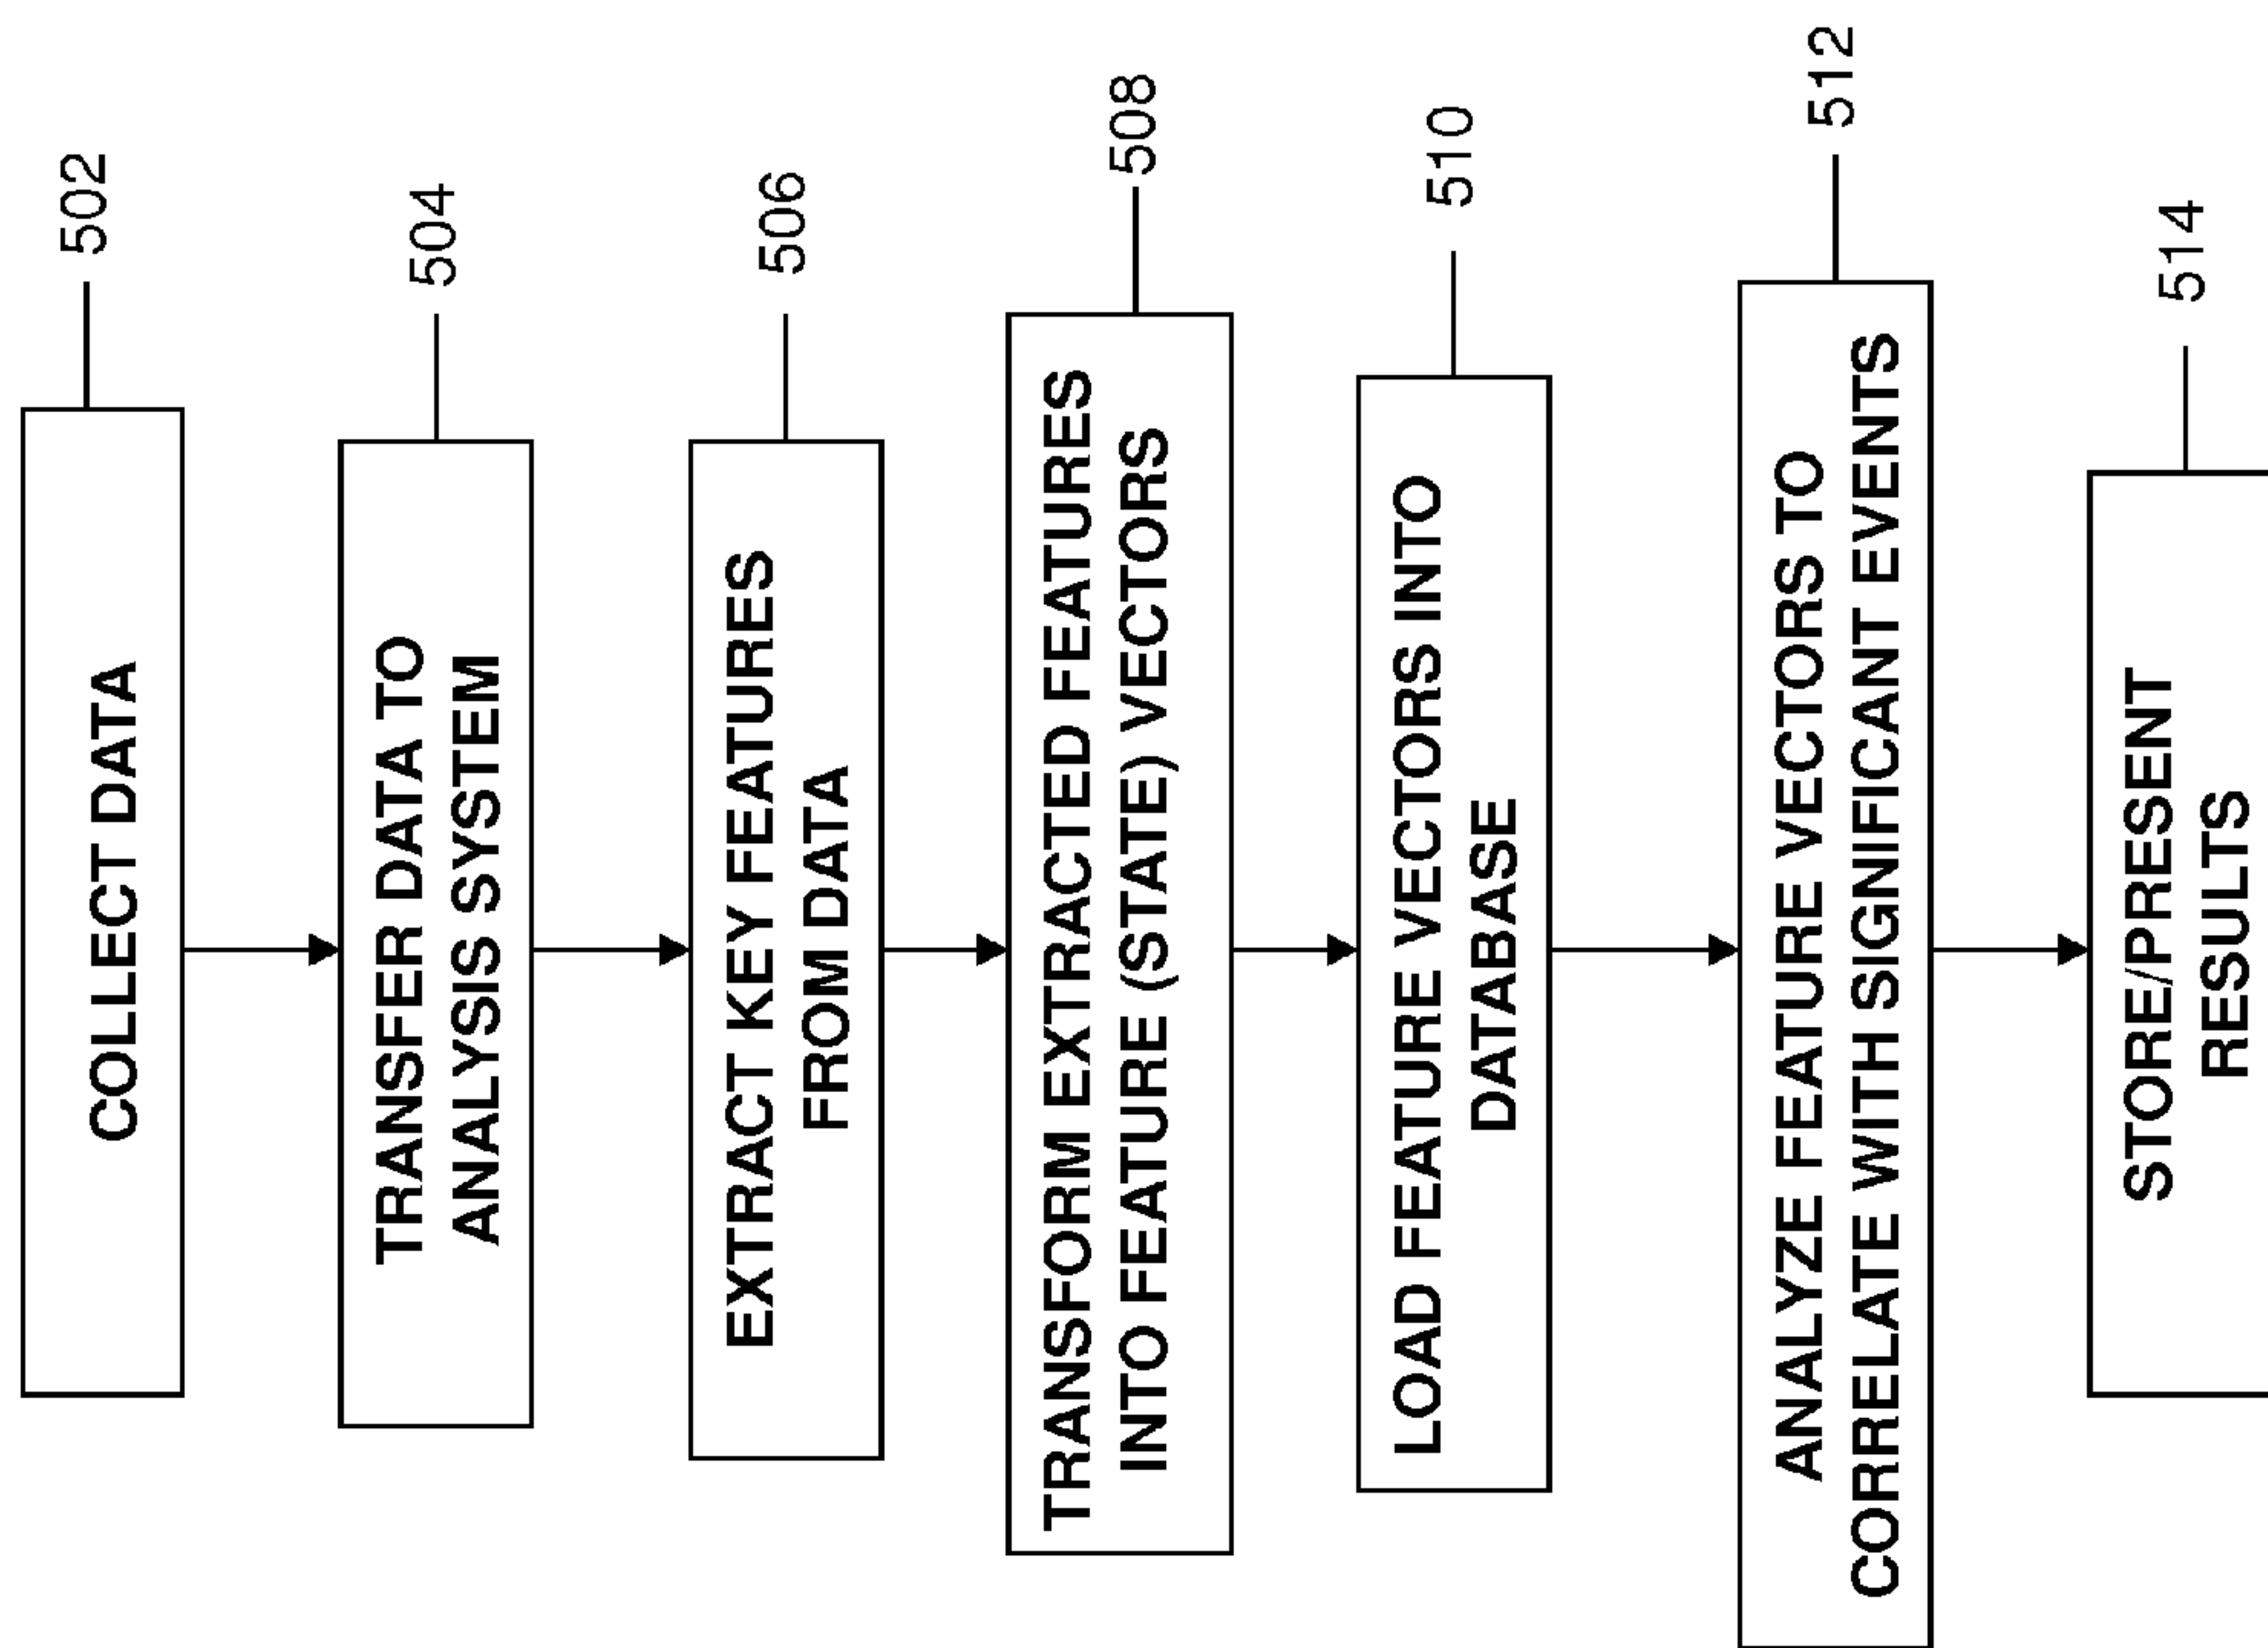 COLLECT DATA
502
TRANSFER DATA TO
ANALYSIS SYSTEM
504
EXTRACT KEY FEATURES
FROM DATA
506
TRANSFORM EXTRACTED FEATURES
INTO FEATURE (STATE) VECTORS
508
LOAD FEATURE VECTORS INTO
DATABASE
510
ANALYZE FEATURE VECTORS TO
CORRELATE WITH SIGNIFICANT EVENTS
512
STORE/PRESENT
RESULTS
514